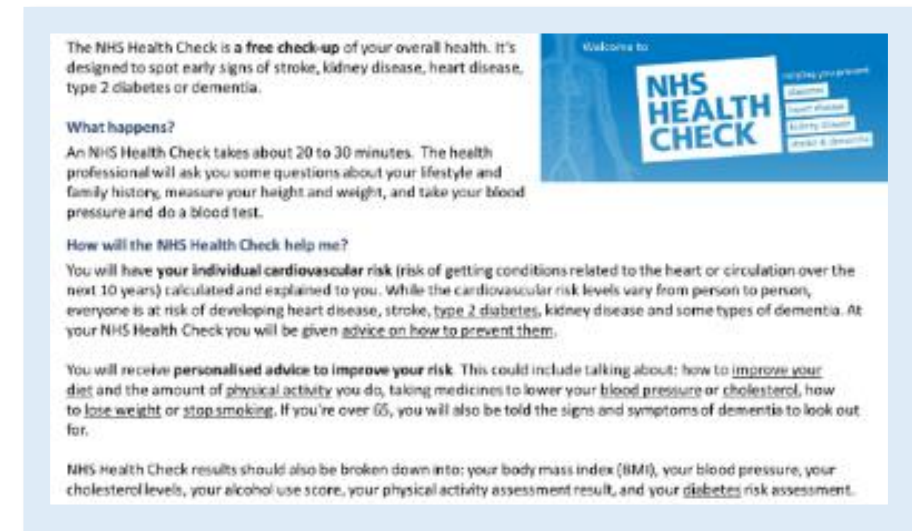 The NHS Health Check is a free check-up of your overall health. It's
designed to spot early signs of stroke, kidney disease, heart disease,
type 2 diabetes or dementia.
Welcome to
NHS
HEALTH
CHECK
Helping you prevent
diabetes
heart disease
kidney disease
stroke & dementia
What happens?
An NHS Health Check takes about 20 to 30 minutes. The health
professional will ask you some questions about your lifestyle and
family history, measure your height and weight, and take your blood
pressure and do a blood test.
How will the NHS Health Check help me?
You will have your individual cardiovascular risk (risk of getting conditions related to the heart or circulation over the
next 10 years) calculated and explained to you. While the cardiovascular risk levels vary from person to person,
everyone is at risk of developing heart disease, stroke, type 2 diabetes, kidney disease and some types of dementia. At
your NHS Health Check you will be given advice on how to prevent them.
You will receive personalised advice to improve your risk. This could include talking about: how to improve your
diet and the amount of physical activity you do, taking medicines to lower your blood pressure or cholesterol, how
to lose weight or stop smoking. If you're over 65, you will also be told the signs and symptoms of dementia to look out
for.
NHS Health Check results should also be broken down into: your body mass index (BMI), your blood pressure, your
cholesterol levels, your alcohol use score, your physical activity assessment result, and your diabetes risk assessment.